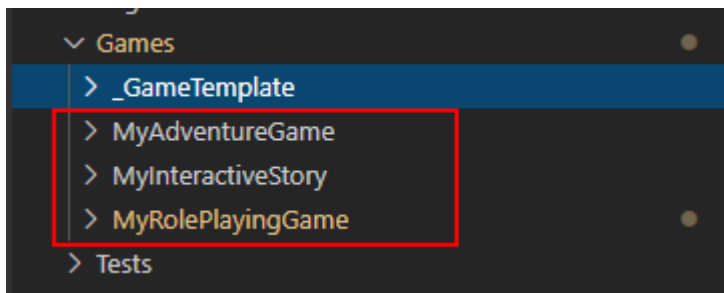 Games
_GameTemplate
MyAdventureGame
MyInteractiveStory
MyRolePlayingGame
Tests